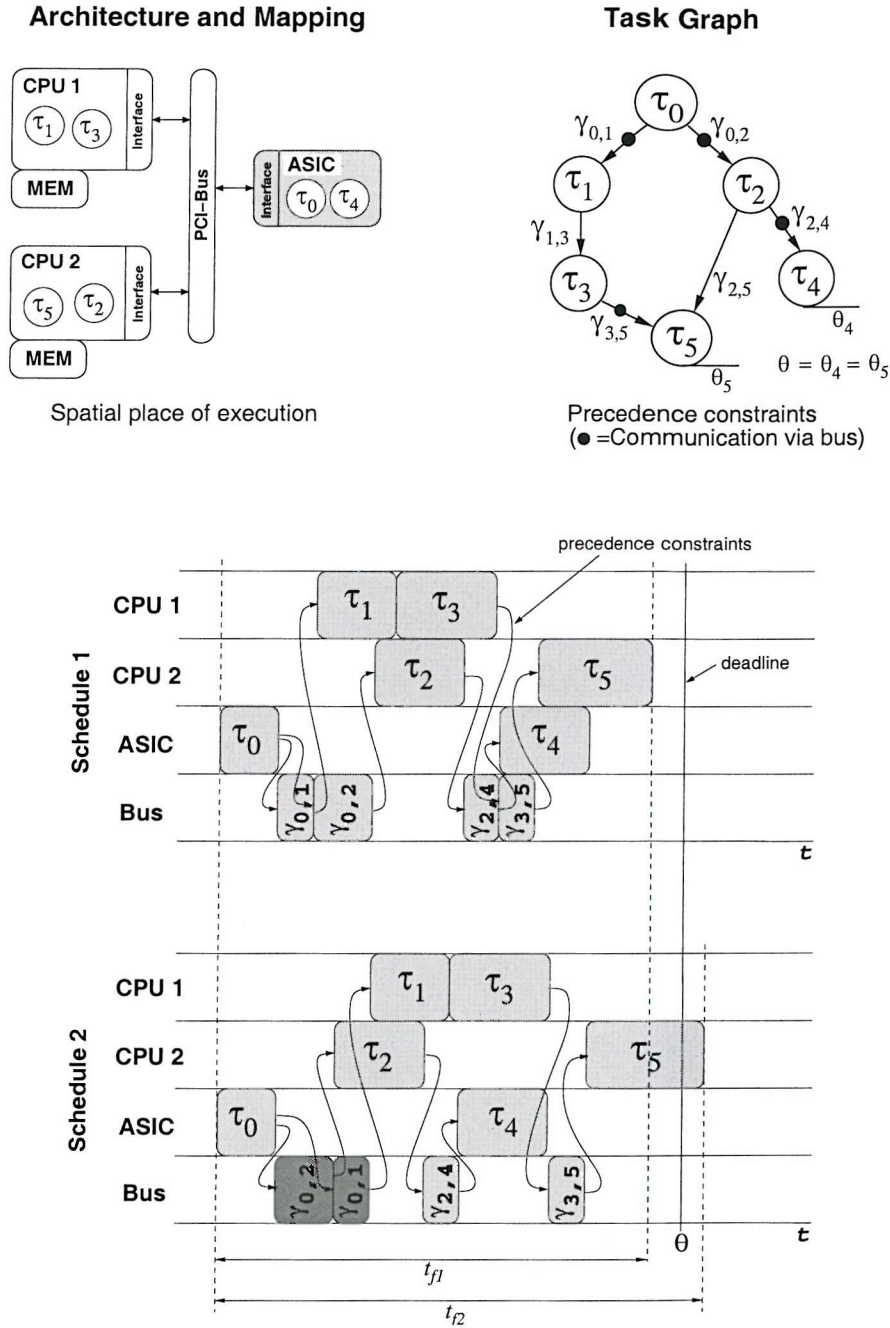 Architecture and Mapping
Task Graph
CPU 1
τ1 τ3
Interface
MEM
PCI–Bus
ASIC
Interface
τ0 τ4
CPU 2
τ5 τ2
Interface
MEM
Spatial place of execution
τ0
γ0,1
γ0,2
τ1
τ2
γ1,3
γ2,4
τ3
γ2,5
τ4
γ3,5
τ5
θ4
θ5
θ = θ4 = θ5
Precedence constraints
(● =Communication via bus)
precedence constraints
deadline
Schedule 1
CPU 1
τ1 τ3
CPU 2
τ2 τ5
ASIC
τ0 τ4
Bus
γ0,1 γ0,2 γ2,4 γ3,5
t
Schedule 2
CPU 1
τ1 τ3
CPU 2
τ2 τ5
ASIC
τ0 τ4
Bus
γ0,2 γ0,1 γ2,4 γ3,5
θ
t
tf1
tf2